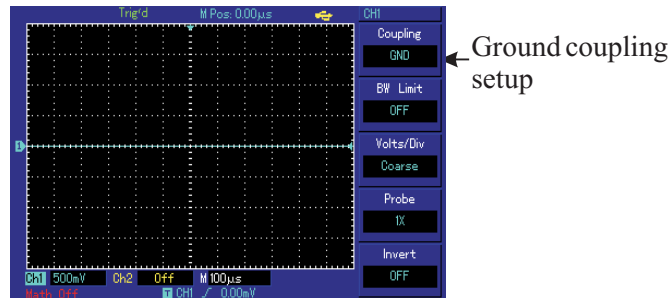 Trig'd M Pos: 0.00μs CH1
Coupling
GND
Ground coupling
setup
BW Limit
OFF
1
Volts/Div
Coarse
Probe
1X
Invert
OFF
Ch1 500mV Ch2 Off M 100μs
Math Off T CH1 0.00mV